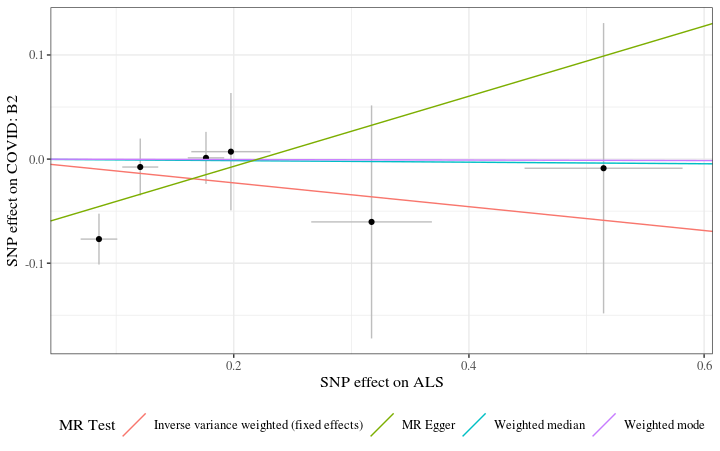 0.1
0.0
-0.1
SNP effect on COVID: B2
0.2
0.4
0.6
SNP effect on ALS
MR Test
Inverse variance weighted (fixed effects)
MR Egger
Weighted median
Weighted mode